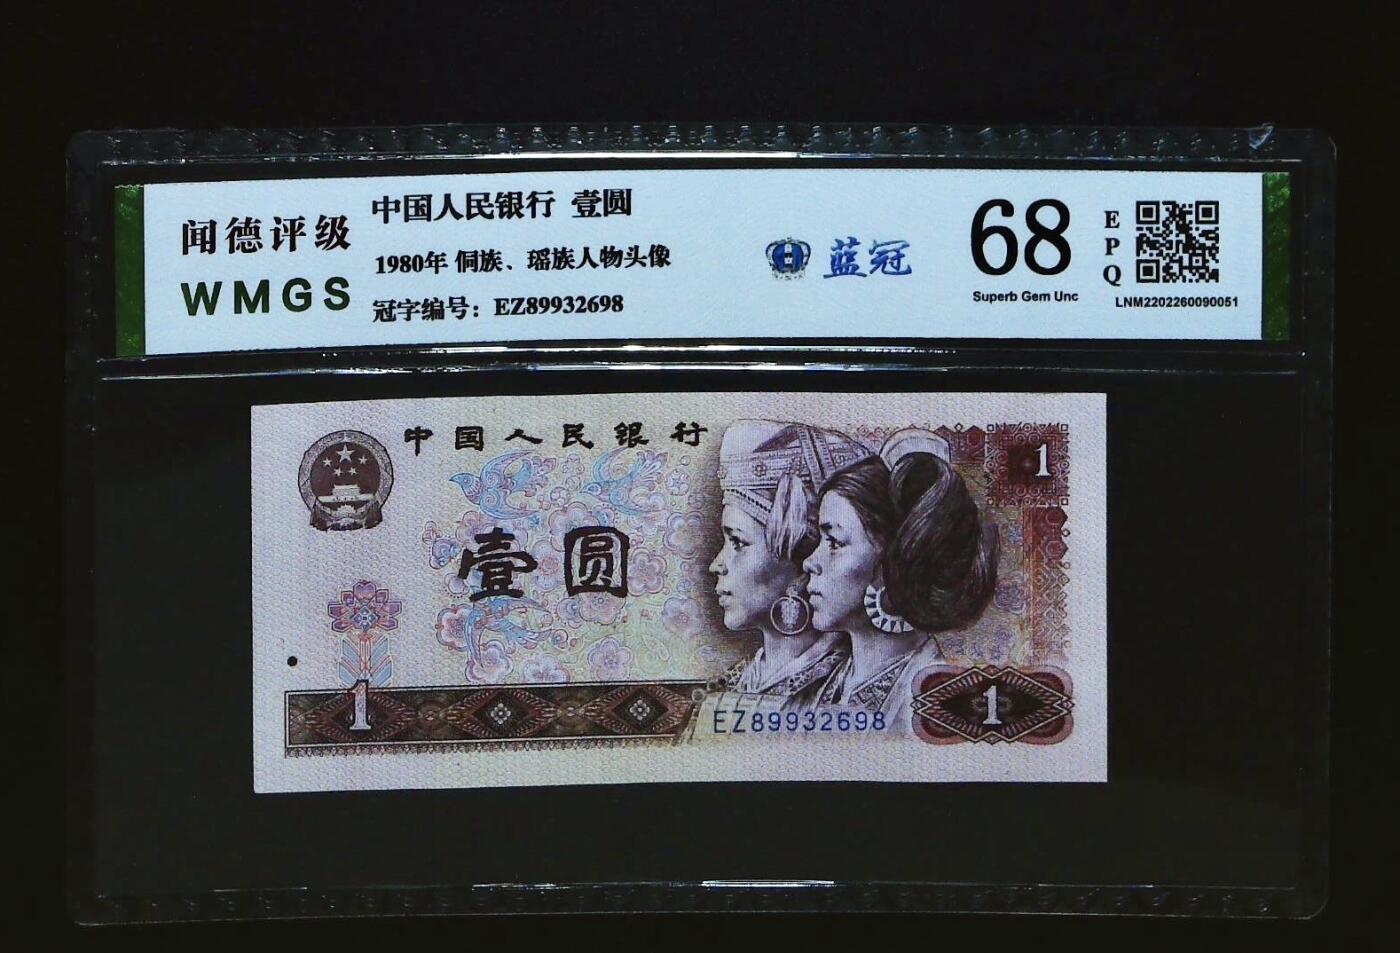 闻德评级
WMGS
中国人民银行 壹圆
1980年 侗族、瑶族人物头像
冠字编号：EZ89932698
蓝冠
68
EPQ
Superb Gem Unc
LNM2202260090051
中国人民银行
1
壹圆
1
EZ89932698
1